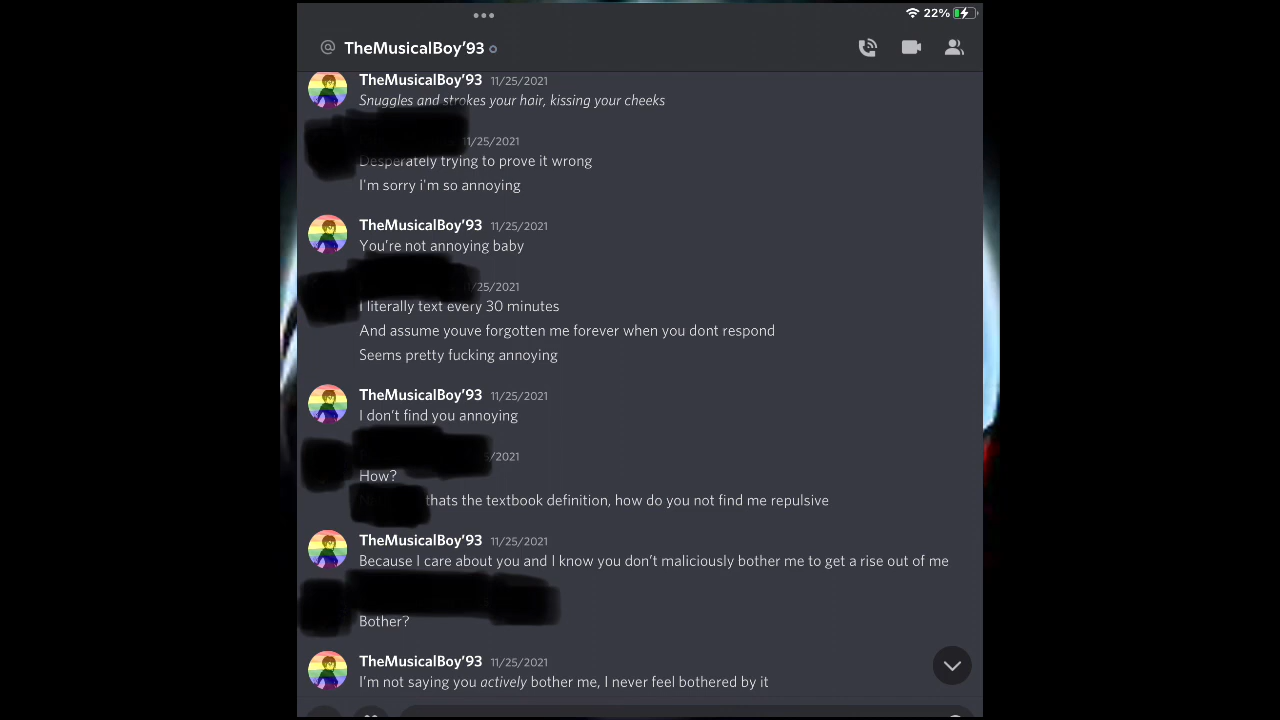 22%
@ TheMusicalBoy’93
TheMusicalBoy’93 11/25/2021
Snuggles and strokes your hair, kissing your cheeks
11/25/2021
Desperately trying to prove it wrong
I'm sorry i'm so annoying
TheMusicalBoy’93 11/25/2021
You’re not annoying baby
/25/2021
I literally text every 30 minutes
And assume youve forgotten me forever when you dont respond
Seems pretty fucking annoying
TheMusicalBoy’93 11/25/2021
I don’t find you annoying
/2021
How?
thats the textbook definition, how do you not find me repulsive
TheMusicalBoy’93 11/25/2021
Because I care about you and I know you don’t maliciously bother me to get a rise out of me
Bother?
TheMusicalBoy’93 11/25/2021
I’m not saying you actively bother me, I never feel bothered by it